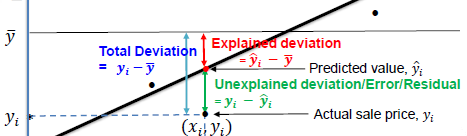 ȳ
Total Deviation
= yᵢ − ȳ
Explained deviation
= ŷᵢ − ȳ
Predicted value, ŷᵢ
Unexplained deviation/Error/Residual
= yᵢ − ŷᵢ
yᵢ
Actual sale price, yᵢ
(xᵢ, yᵢ)